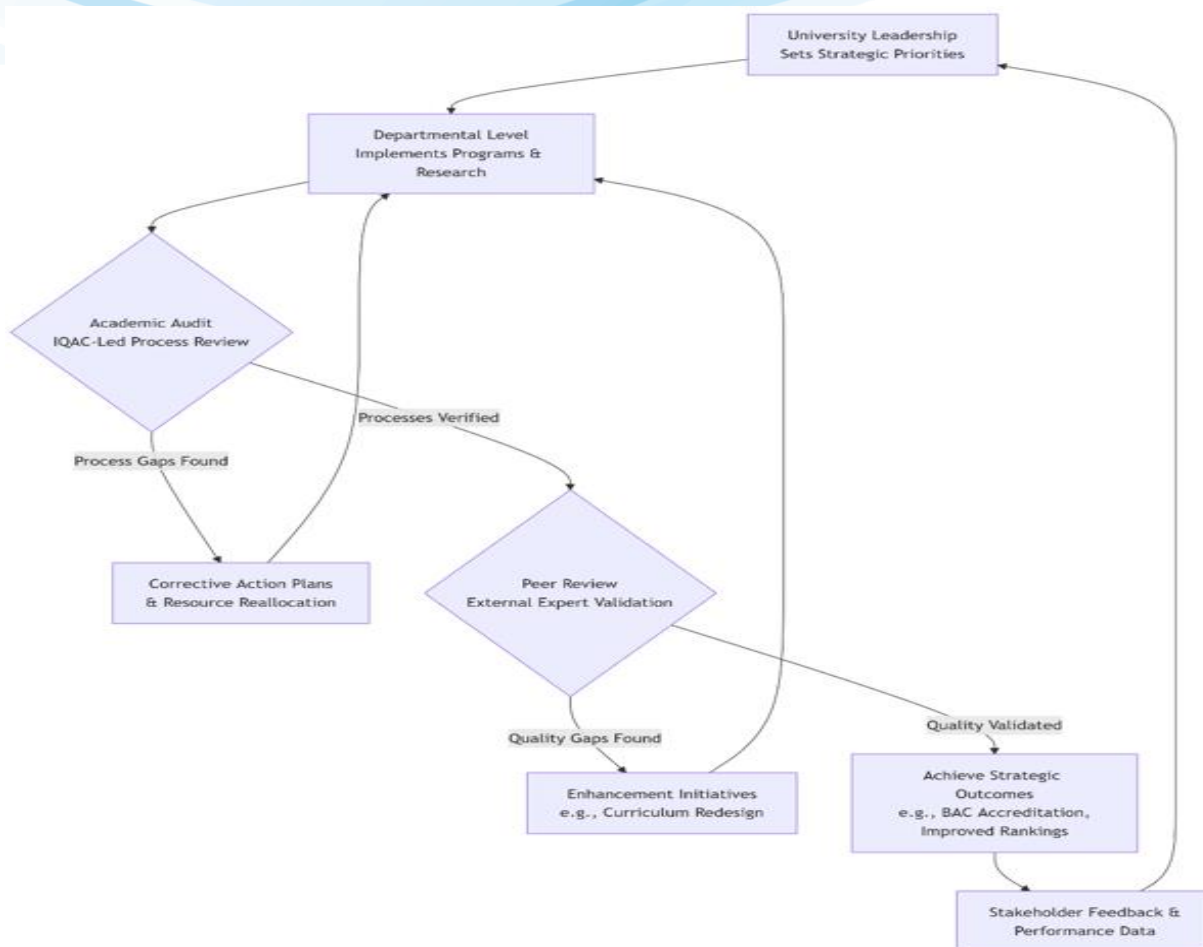 University Leadership
Sets Strategic Priorities
Departmental Level
Implements Programs &
Research
Academic Audit
IQAC-Led Process Review
Processes Verified
Process Gaps Found
Corrective Action Plans
& Resource Reallocation
Peer Review
External Expert Validation
Quality Validated
Quality Gaps Found
Enhancement Initiatives
e.g., Curriculum Redesign
Achieve Strategic
Outcomes
e.g., BAC Accreditation,
Improved Rankings
Stakeholder Feedback &
Performance Data